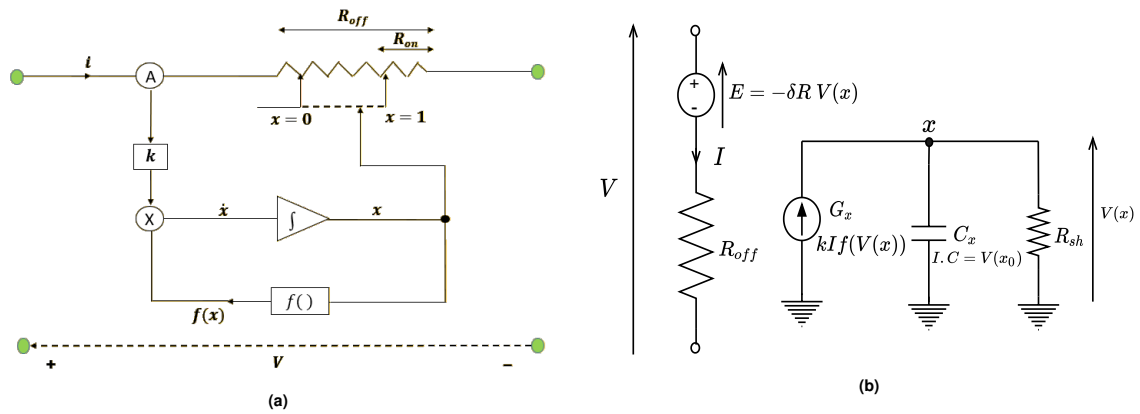 R_off
R_on
i
A
x = 0
x = 1
k
X
ẋ
∫
x
f()
f(x)
+
V
−
(a)
V
+
-
E = −δR V(x)
I
R_off
x
G_x
kIf(V(x))
C_x
I.C = V(x_0)
R_sh
V(x)
(b)